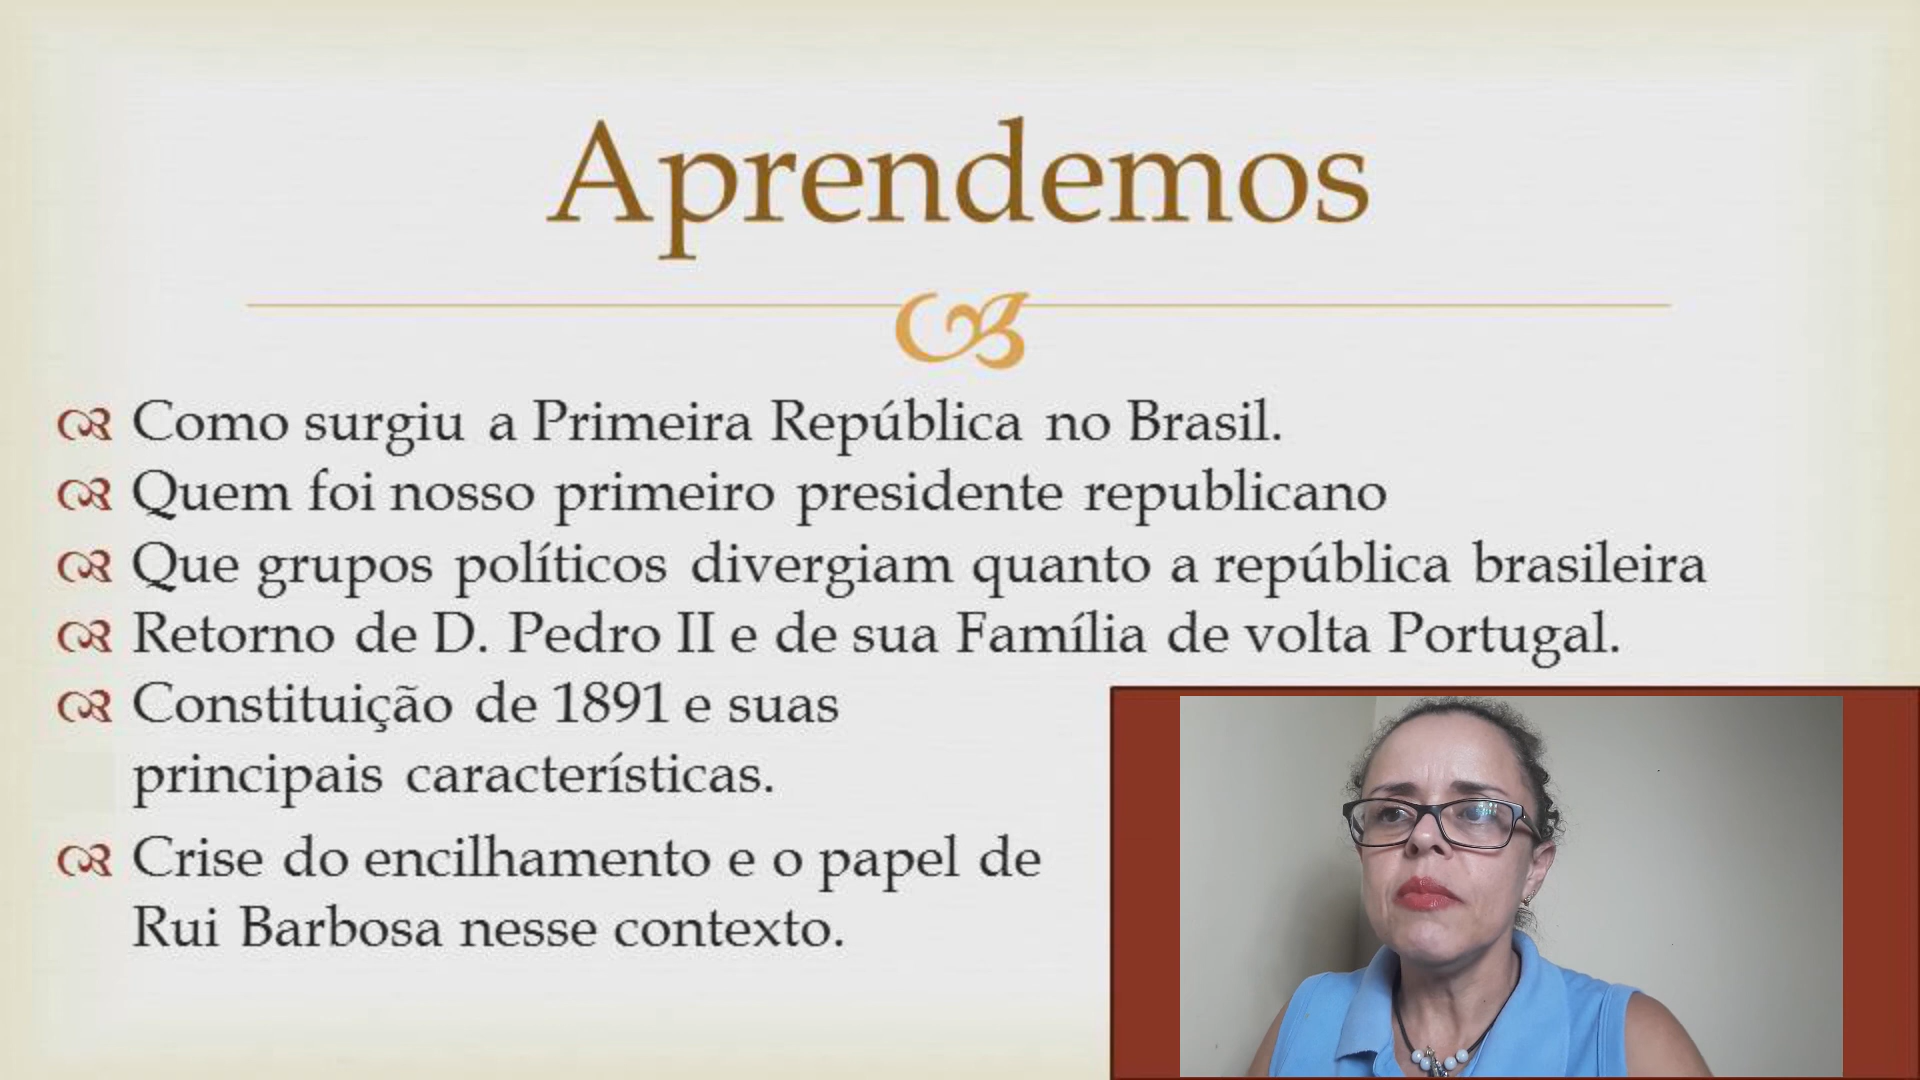 Aprendemos
Como surgiu a Primeira República no Brasil.
Quem foi nosso primeiro presidente republicano
Que grupos políticos divergiam quanto a república brasileira
Retorno de D. Pedro II e de sua Família de volta Portugal.
Constituição de 1891 e suas
principais características.
Crise do encilhamento e o papel de
Rui Barbosa nesse contexto.